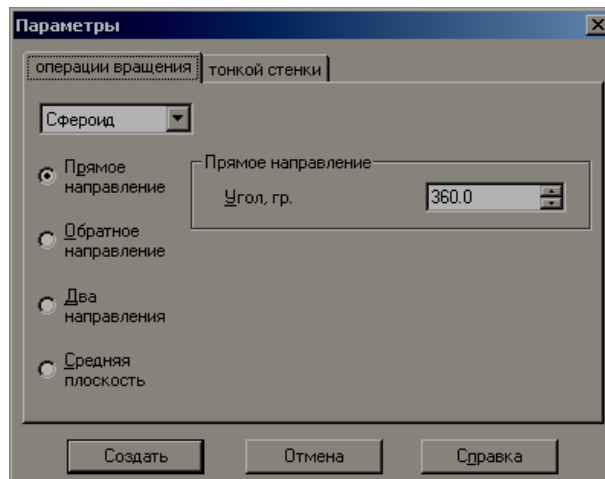 Параметры
операции вращения тонкой стенки
Сфероид
Прямое
направление
Прямое направление
Угол, гр. 360.0
Обратное
направление
Два
направления
Средняя
плоскость
Создать Отмена Справка